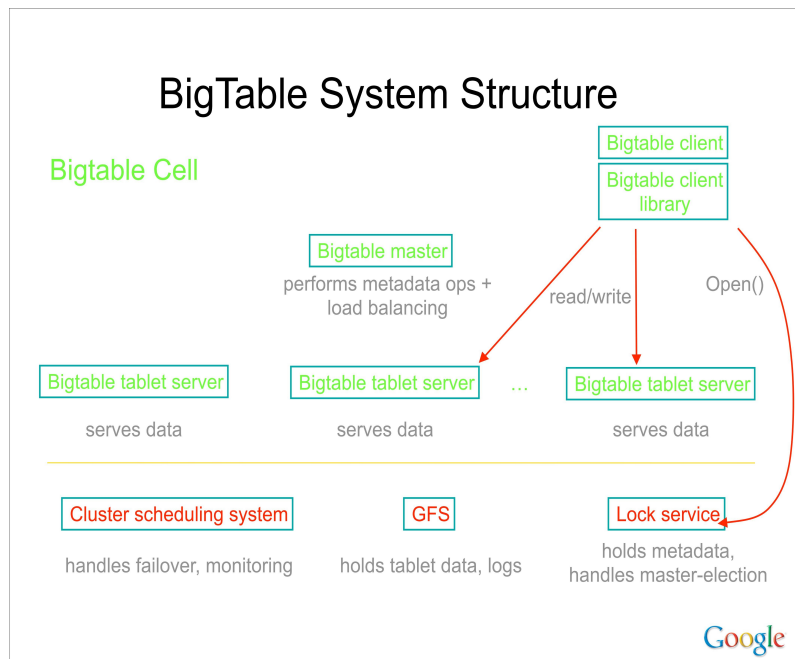 BigTable System Structure
Bigtable client
Bigtable Cell
Bigtable client
library
Bigtable master
performs metadata ops +
load balancing
read/write
Open()
Bigtable tablet server
Bigtable tablet server
...
Bigtable tablet server
serves data
serves data
serves data
Cluster scheduling system
GFS
Lock service
handles failover, monitoring
holds tablet data, logs
holds metadata,
handles master-election
Google